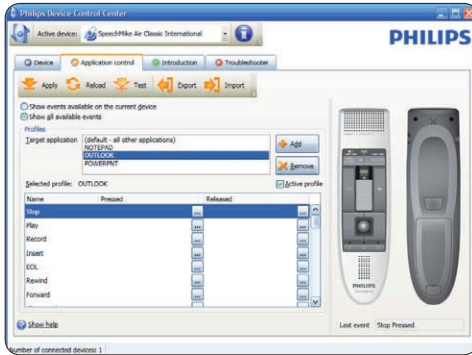 Philips Device Control Center
Active device: SpeechMike Air Classic International
PHILIPS
Device Application control Introduction Troubleshooter
Apply Reload Test Export Import
Show events available on the current device
Show all available events
Profiles
Target application (default - all other applications)
NOTEPAD
OUTLOOK
POWERPNT
Add
Remove
Selected profile: OUTLOOK
Active profile
Name Pressed Released
Stop ... ...
Play ... ...
Record ... ...
Insert ... ...
EOL ... ...
Rewind ... ...
Forward ... ...
PHILIPS
Show help
Last event Stop Pressed
Number of connected devices: 1